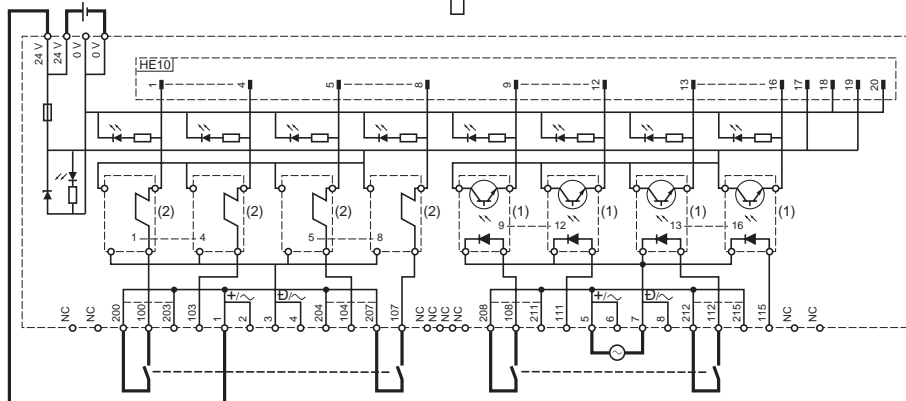 24 V 24 V 0 V 0 V
HE10
1 4 5 8 9 12 13 16 17 18 19 20
(2) (2) (2) (2) (1) (1) (1) (1)
1 4 5 8 9 12 13 16
+/∼ Đ/∼ +/∼ Đ/∼
NC NC 200 100 203 103 1 2 3 4 204 104 207 107 NC NC NC NC 208 108 211 111 5 6 7 8 212 112 215 115 NC NC